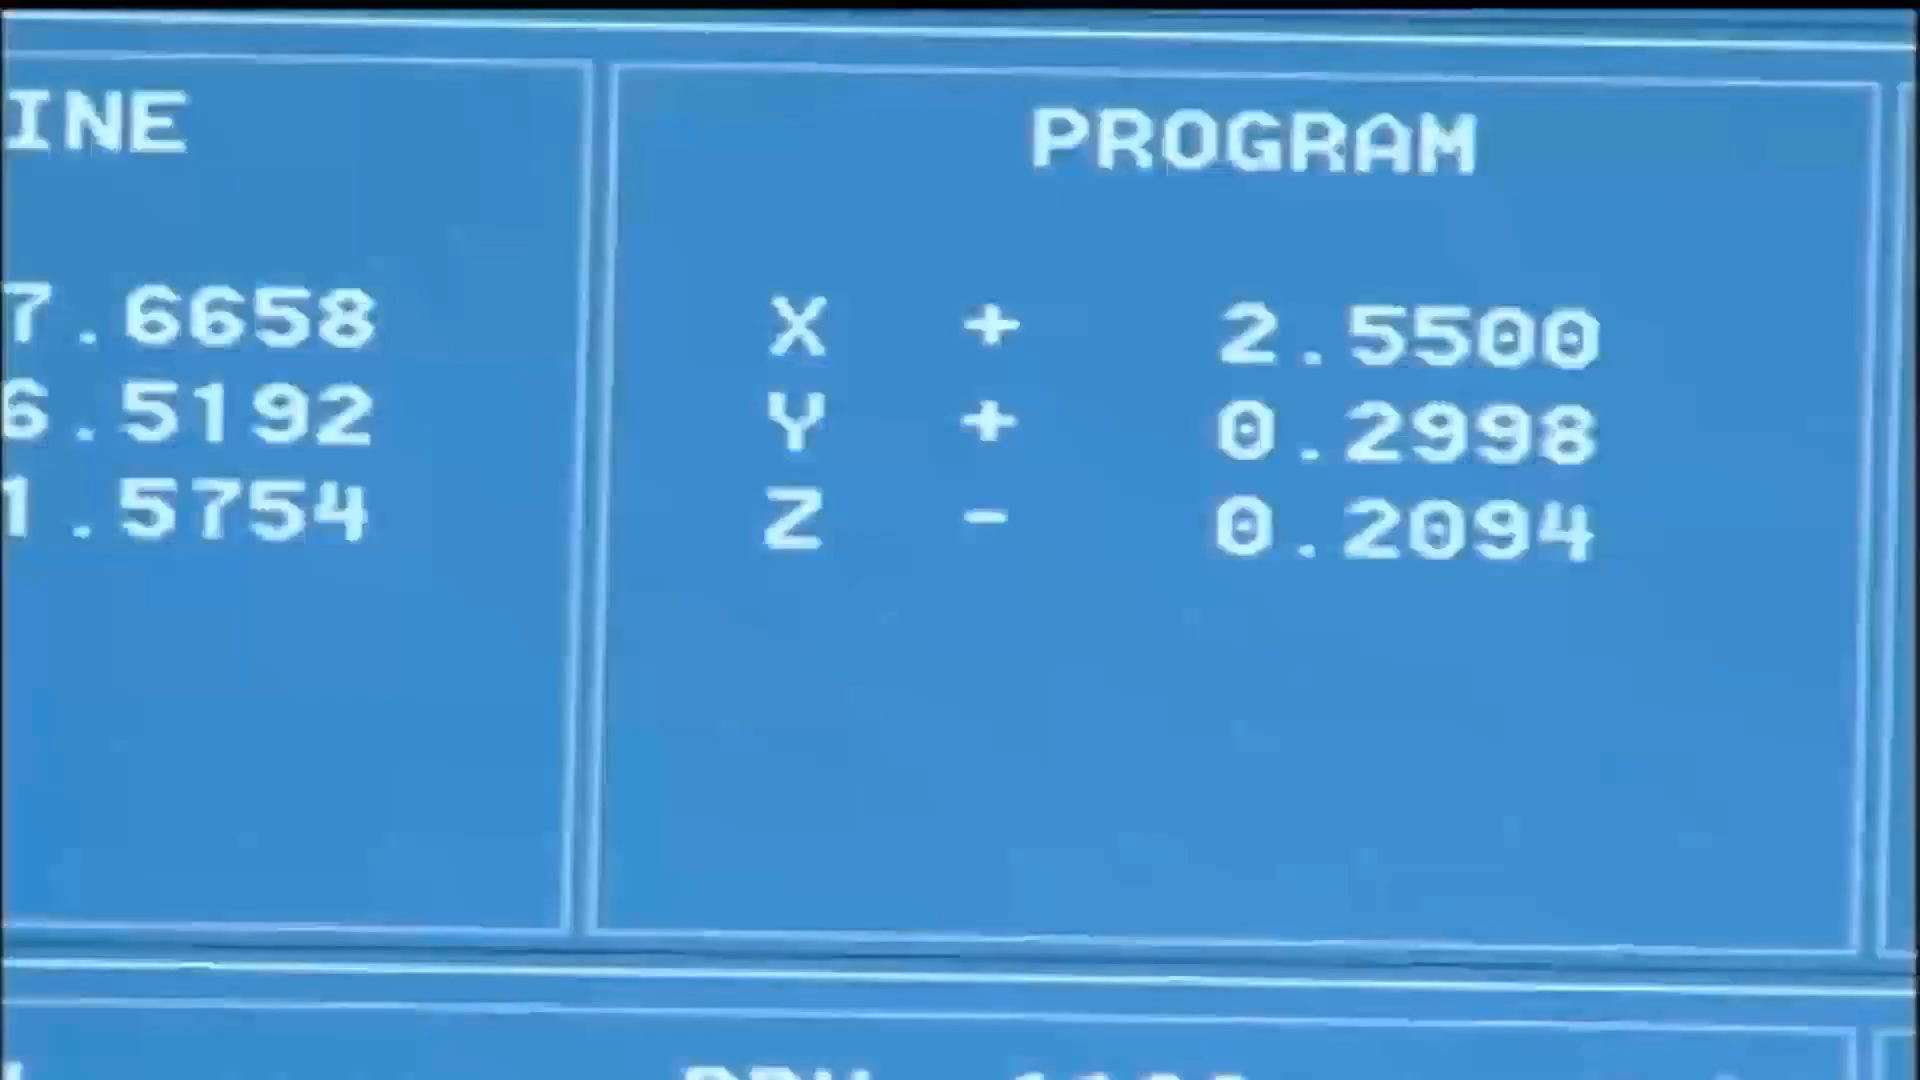 INE
7.6658
6.5192
1.5754
PROGRAM
X + 2.5500
Y + 0.2998
Z - 0.2094